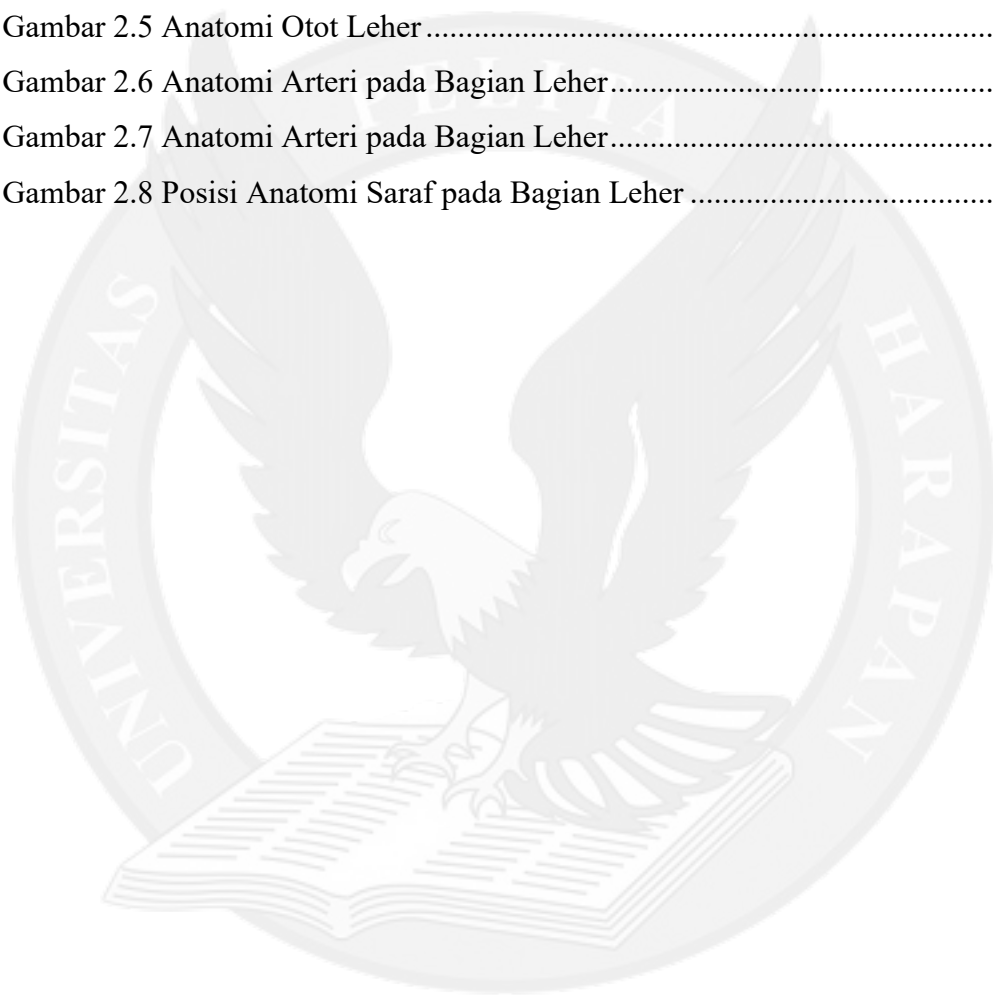 Gambar 2.5 Anatomi Otot Leher ........................................................................
Gambar 2.6 Anatomi Arteri pada Bagian Leher................................................
Gambar 2.7 Anatomi Arteri pada Bagian Leher................................................
Gambar 2.8 Posisi Anatomi Saraf pada Bagian Leher ......................................
UNIVERSITAS PELITA HARAPAN